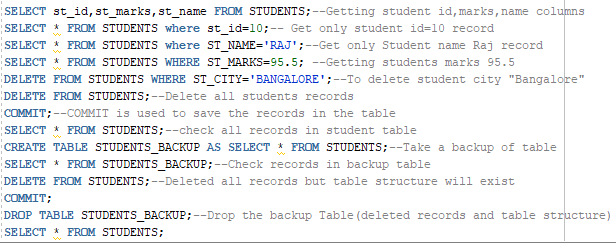 SELECT st_id,st_marks,st_name FROM STUDENTS;--Getting student id,marks,name columns
SELECT * FROM STUDENTS where st_id=10;-- Get only student id=10 record
SELECT * FROM STUDENTS where ST_NAME='RAJ';--Get only Student name Raj record
SELECT * FROM STUDENTS WHERE ST_MARKS=95.5; --Getting students marks 95.5
DELETE FROM STUDENTS WHERE ST_CITY='BANGALORE';--To delete student city "Bangalore"
DELETE FROM STUDENTS;--Delete all students records
COMMIT;--COMMIT is used to save the records in the table
SELECT * FROM STUDENTS;--check all records in student table
CREATE TABLE STUDENTS_BACKUP AS SELECT * FROM STUDENTS;--Take a backup of table
SELECT * FROM STUDENTS_BACKUP;--Check records in backup table
DELETE FROM STUDENTS;--Deleted all records but table structure will exist
COMMIT;
DROP TABLE STUDENTS_BACKUP;--Drop the backup Table(deleted records and table structure)
SELECT * FROM STUDENTS;